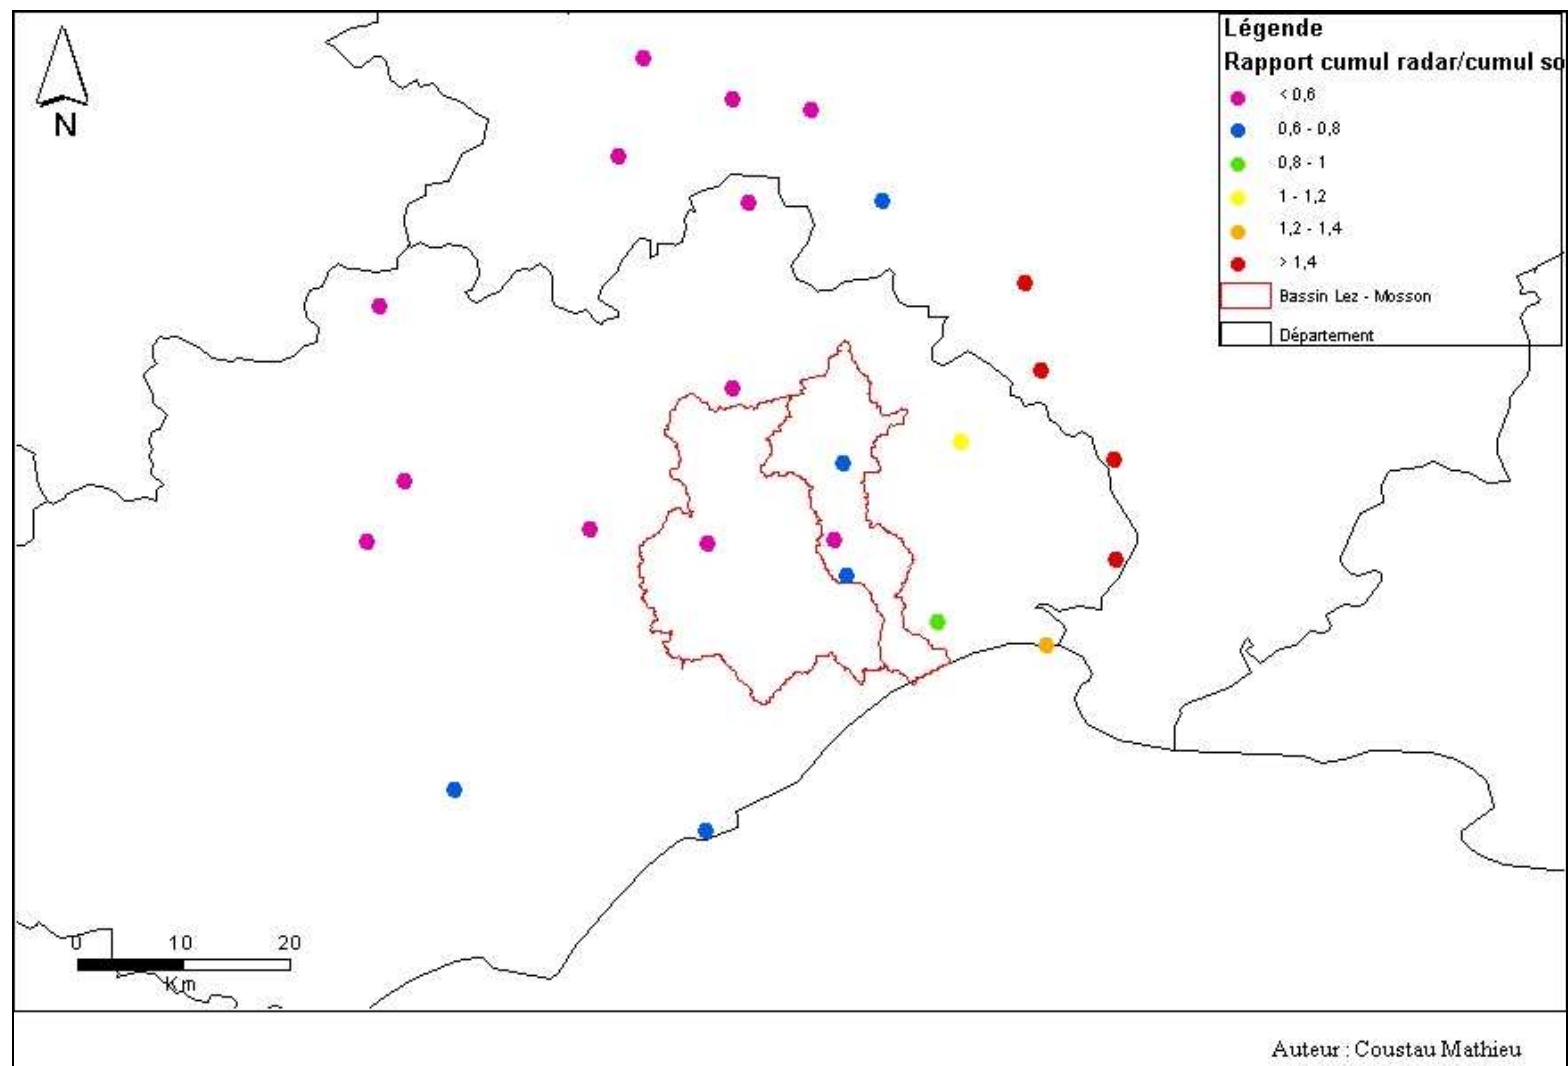 N
Légende
Rapport cumul radar/cumul so
< 0,6
0,6 - 0,8
0,8 - 1
1 - 1,2
1,2 - 1,4
> 1,4
Bassin Lez - Mosson
Département
0 10 20
Km
Auteur : Coustau Mathieu